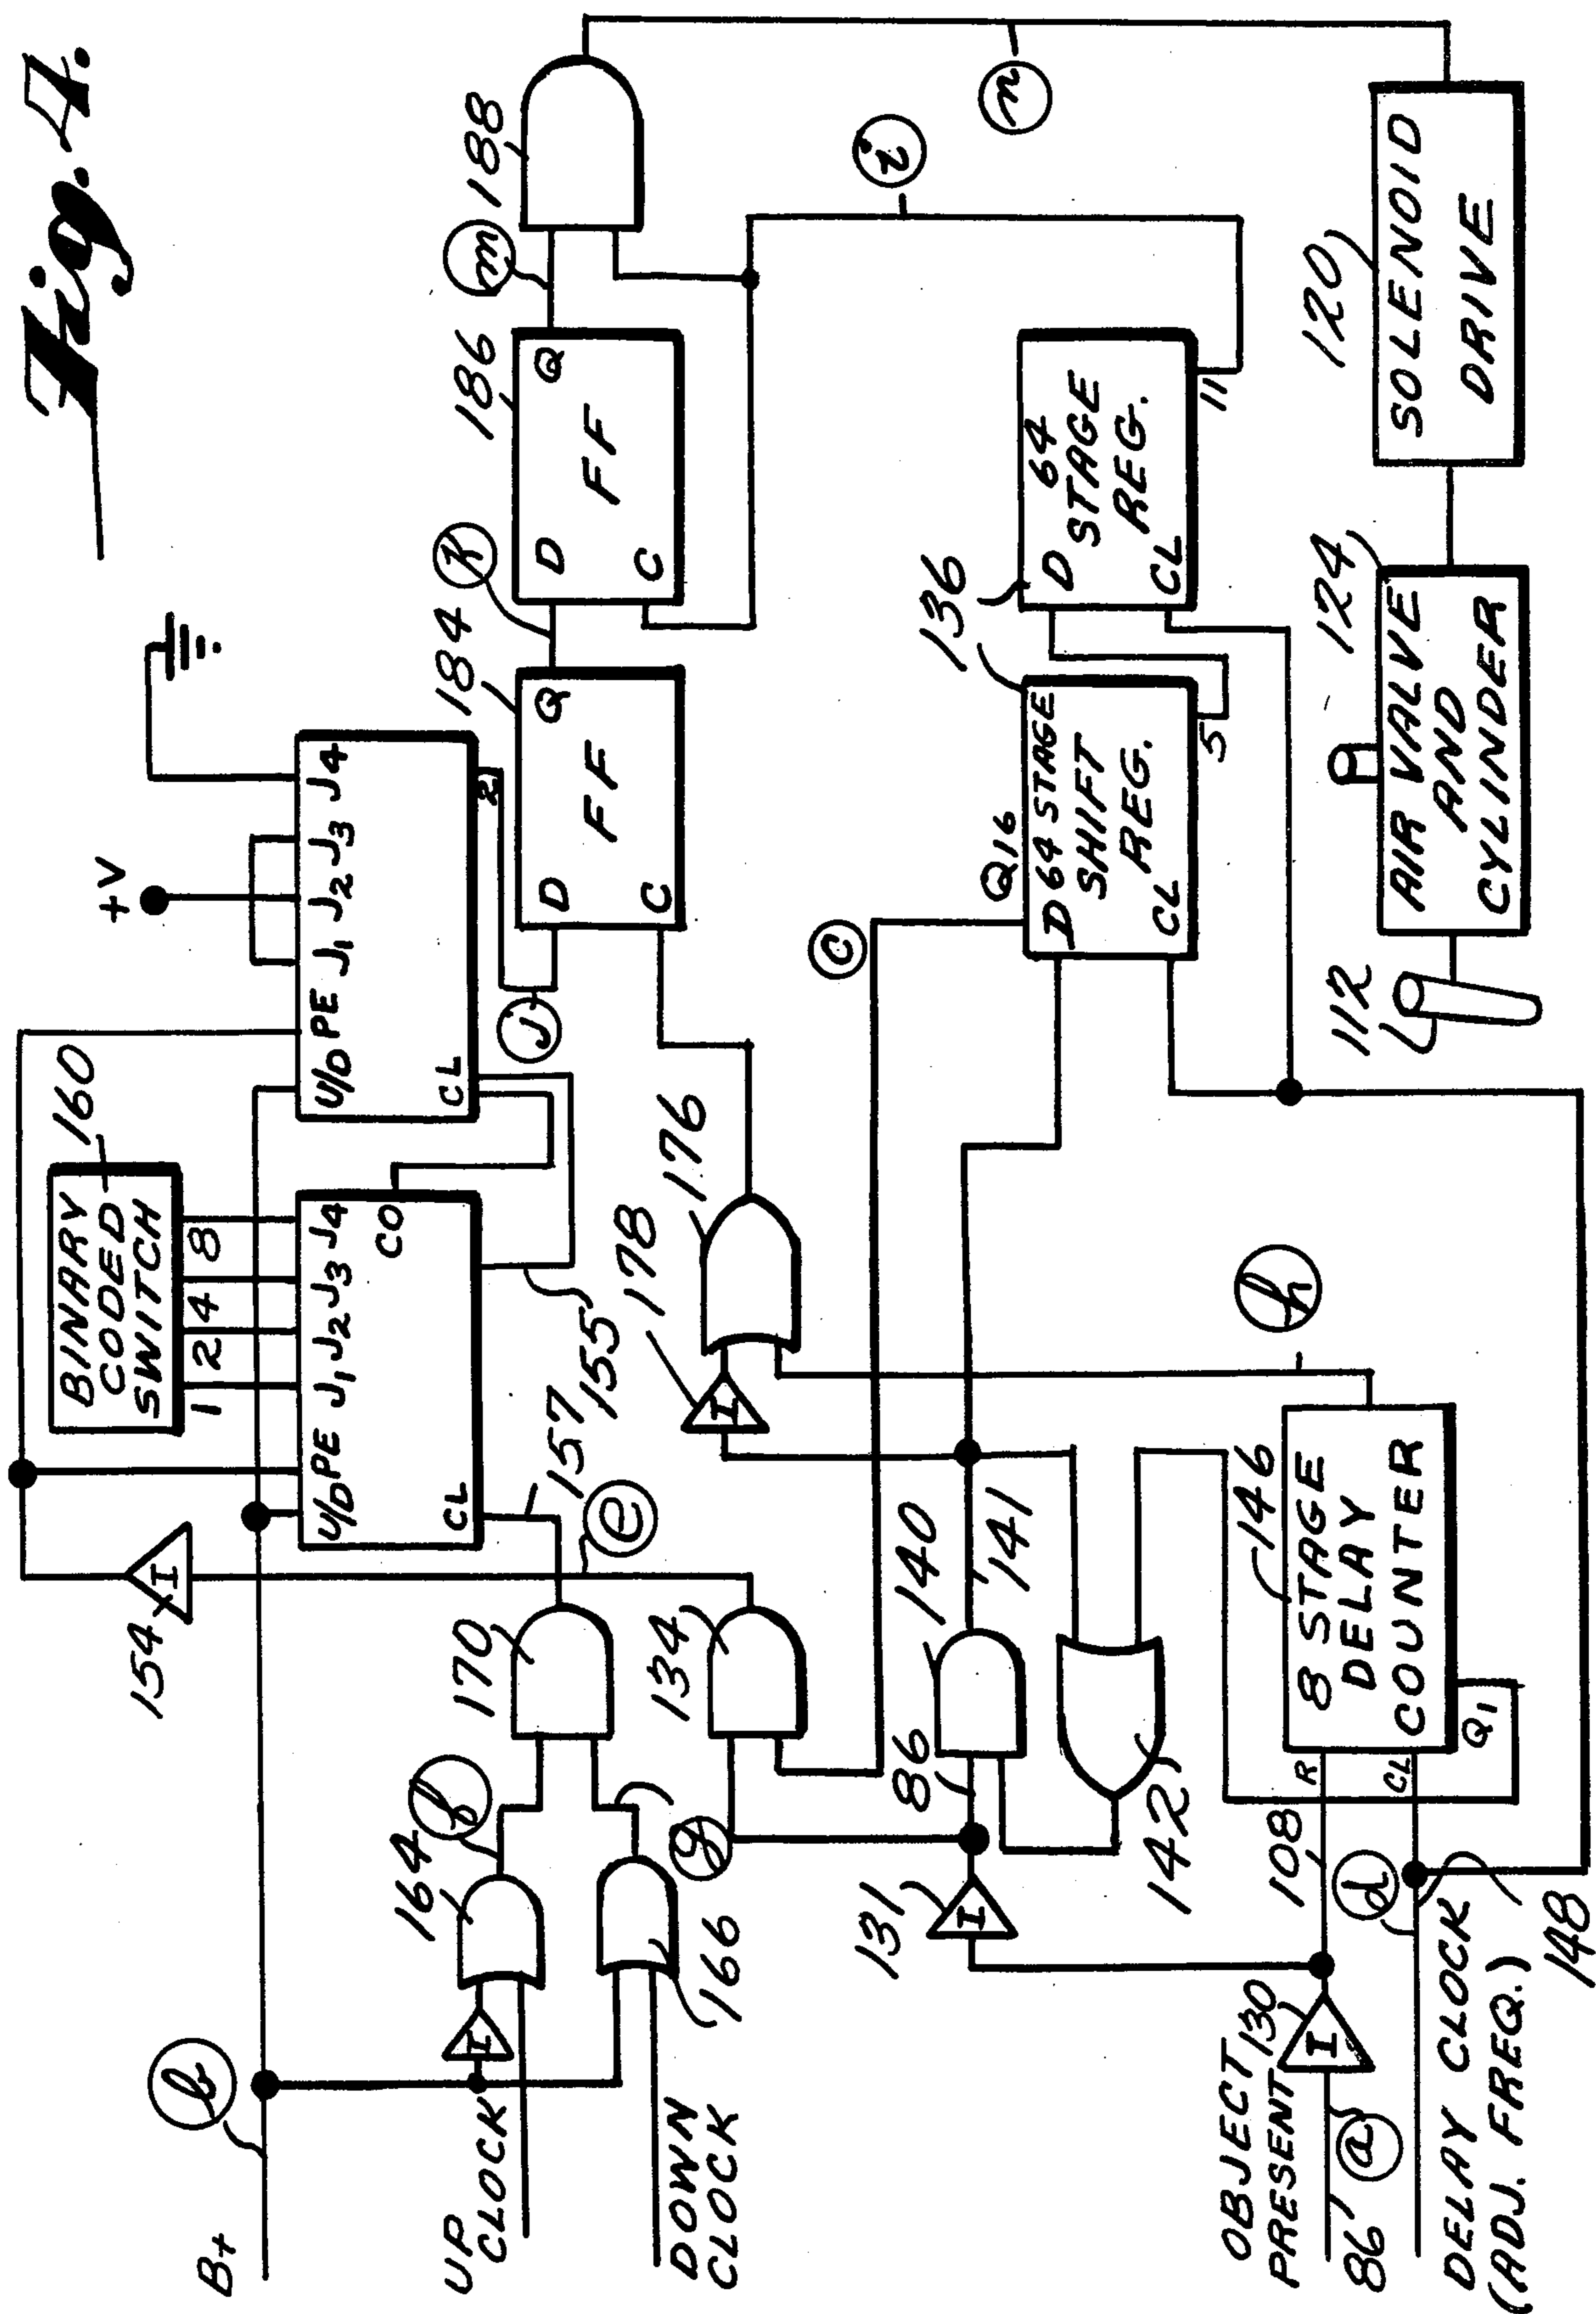 Fig. 4.
B+
b
UP
CLOCK
DOWN
CLOCK
I
164
166
f
g
170
154
I
134
e
157
155
BINARY
CODED
SWITCH
160
1 2 4 8
U/D PE J1 J2 J3 J4
CL
CO
+V
U/D PE J1 J2 J3 J4
CL
2
J
D Q
FF
C
184
k
D Q
FF
C
186
m
188
n
i
178
I
176
c
Q16
D 64 STAGE
SHIFT
REG.
CL
5
136
D 64
STAGE
REG.
CL
11
131
I
86
140
141
142
OBJECT
PRESENT
130
I
86'
a
108
d
DELAY CLOCK
(ADJ. FREQ.)
148
R
CL
8 STAGE
DELAY
COUNTER
Q1
146
h
112
AIR VALVE
AND
CYLINDER
124
SOLENOID
DRIVE
120